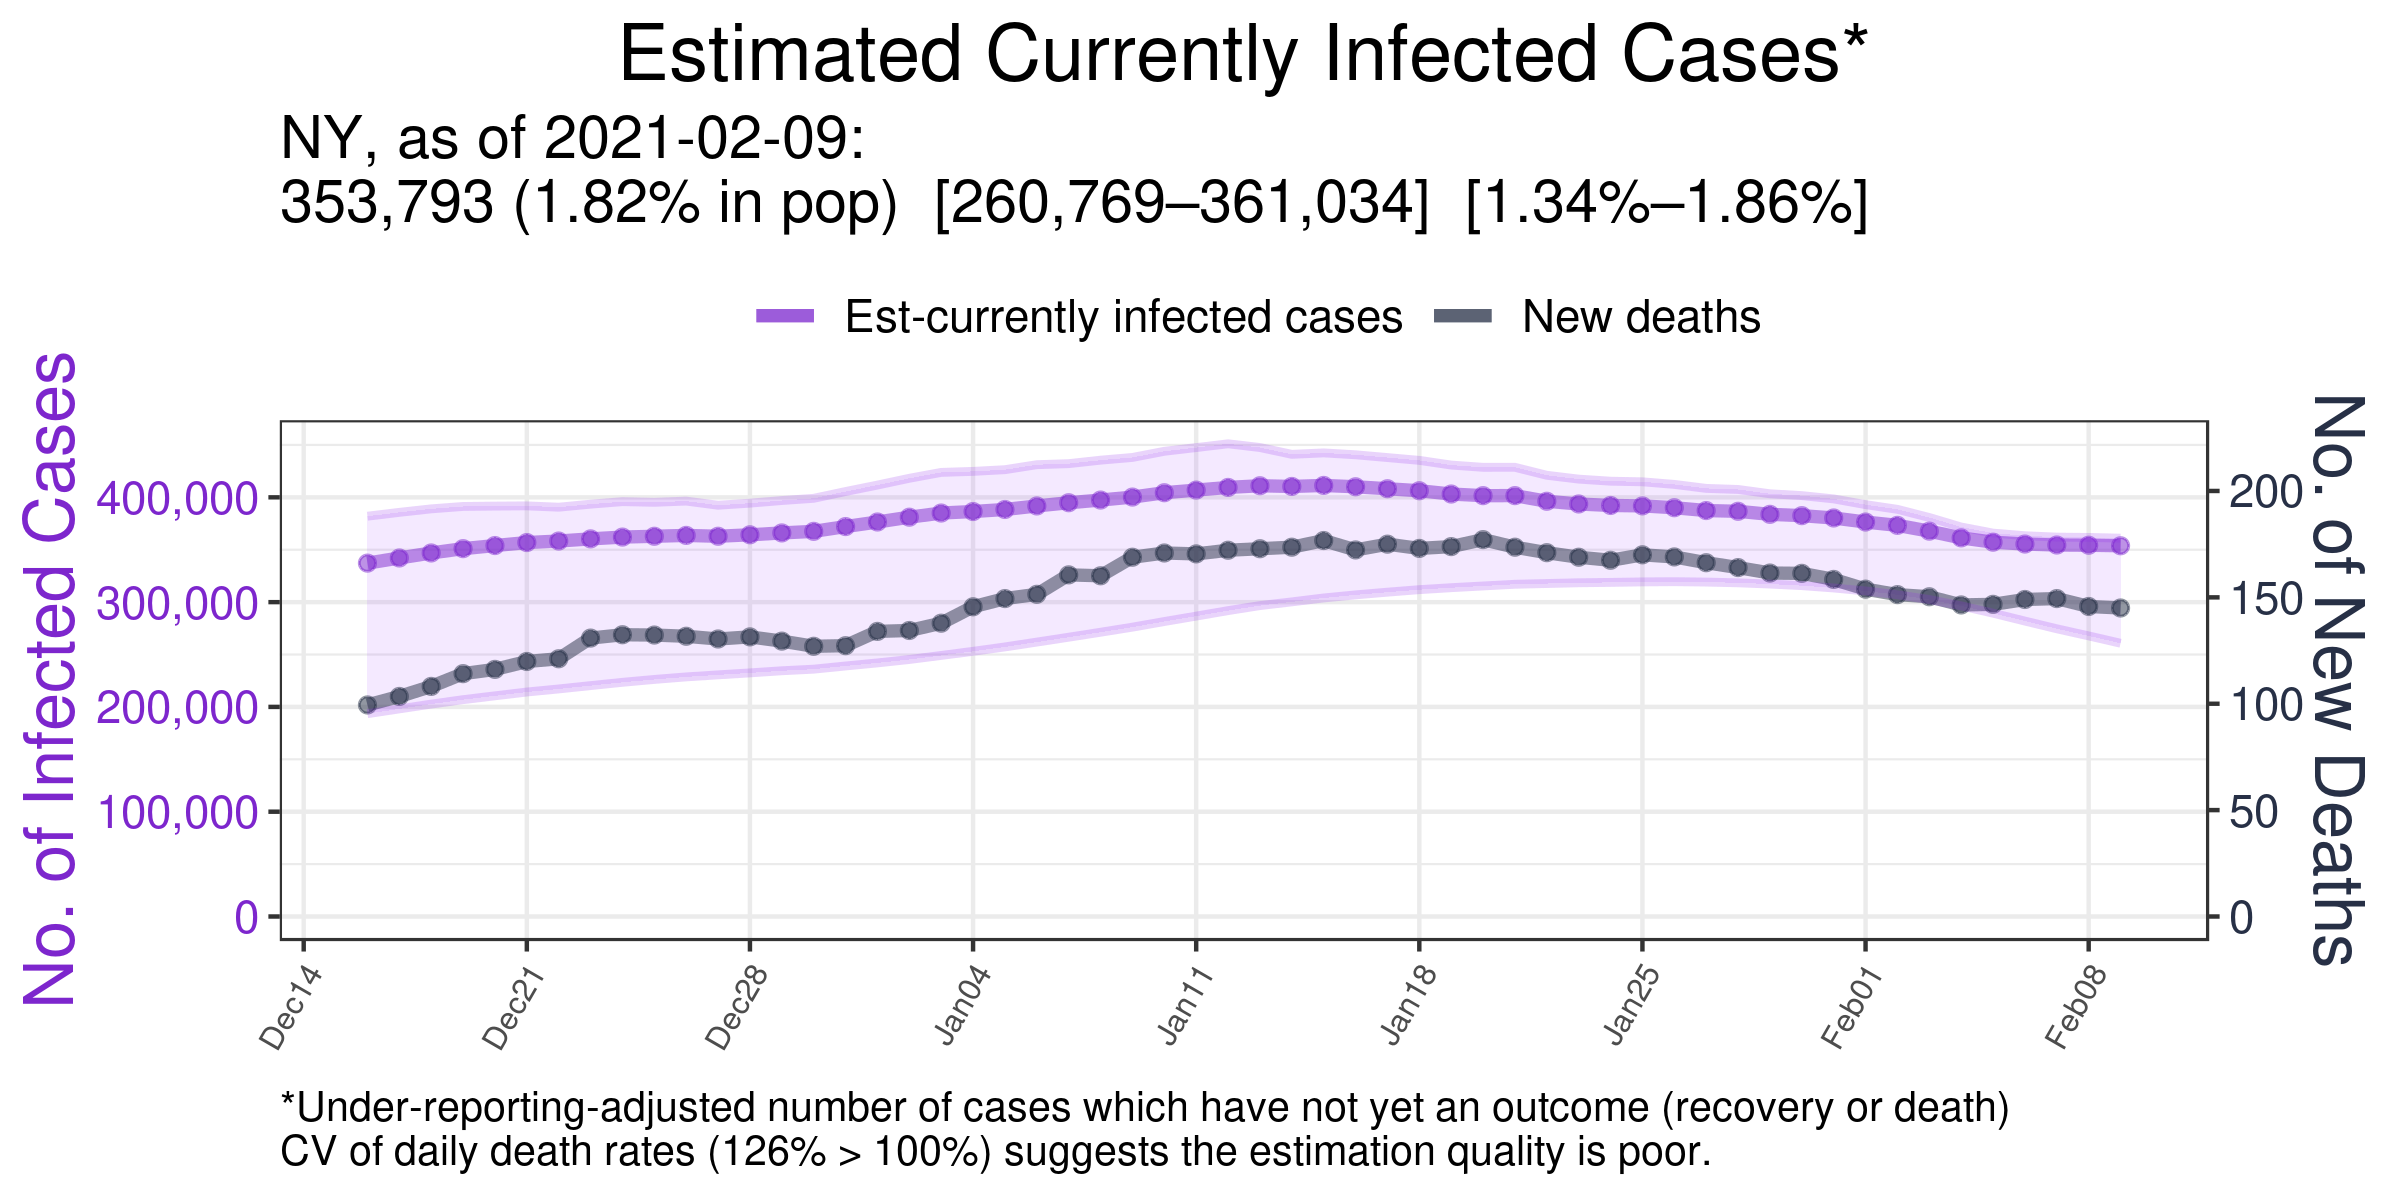 Estimated Currently Infected Cases*
NY, as of 2021-02-09:
353,793 (1.82% in pop)  [260,769–361,034]  [1.34%–1.86%]
Est-currently infected cases
New deaths
No. of Infected Cases
400,000
300,000
200,000
100,000
0
No. of New Deaths
200
150
100
50
0
Dec14
Dec21
Dec28
Jan04
Jan11
Jan18
Jan25
Feb01
Feb08
*Under-reporting-adjusted number of cases which have not yet an outcome (recovery or death)
CV of daily death rates (126% > 100%) suggests the estimation quality is poor.